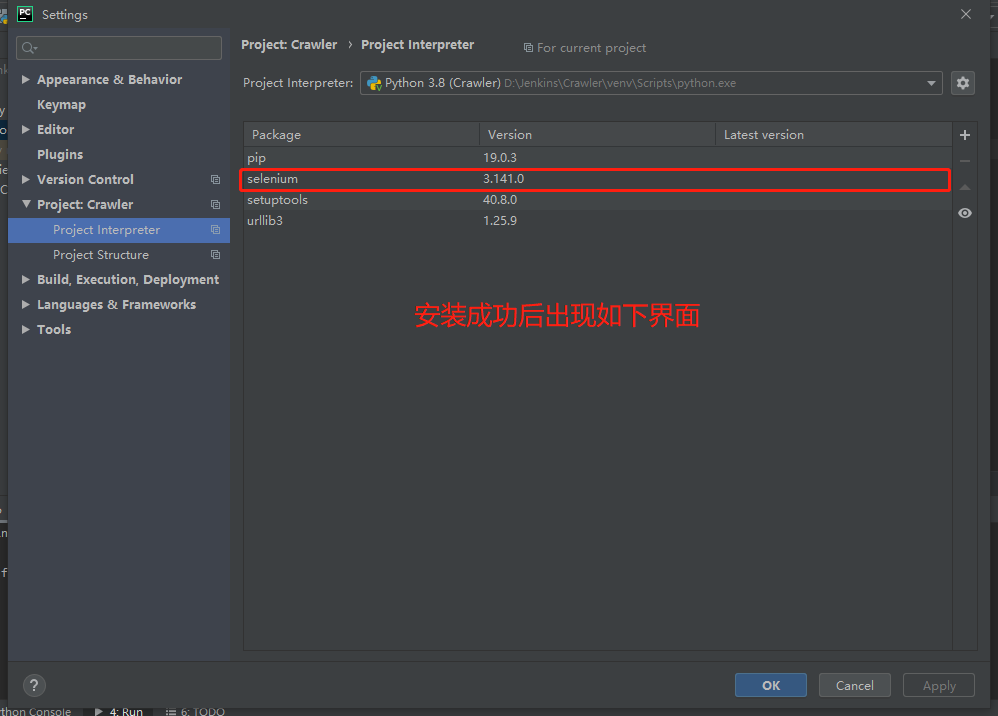 PC Settings
Project: Crawler › Project Interpreter For current project
Appearance & Behavior
Keymap
Editor
Plugins
Version Control
Project: Crawler
Project Interpreter
Project Structure
Build, Execution, Deployment
Languages & Frameworks
Tools
Project Interpreter: Python 3.8 (Crawler) D:\Jenkins\Crawler\venv\Scripts\python.exe
Package Version Latest version
pip 19.0.3
selenium 3.141.0
setuptools 40.8.0
urllib3 1.25.9
安装成功后出现如下界面
? OK Cancel Apply
thon Console 4: Run 6: TODO